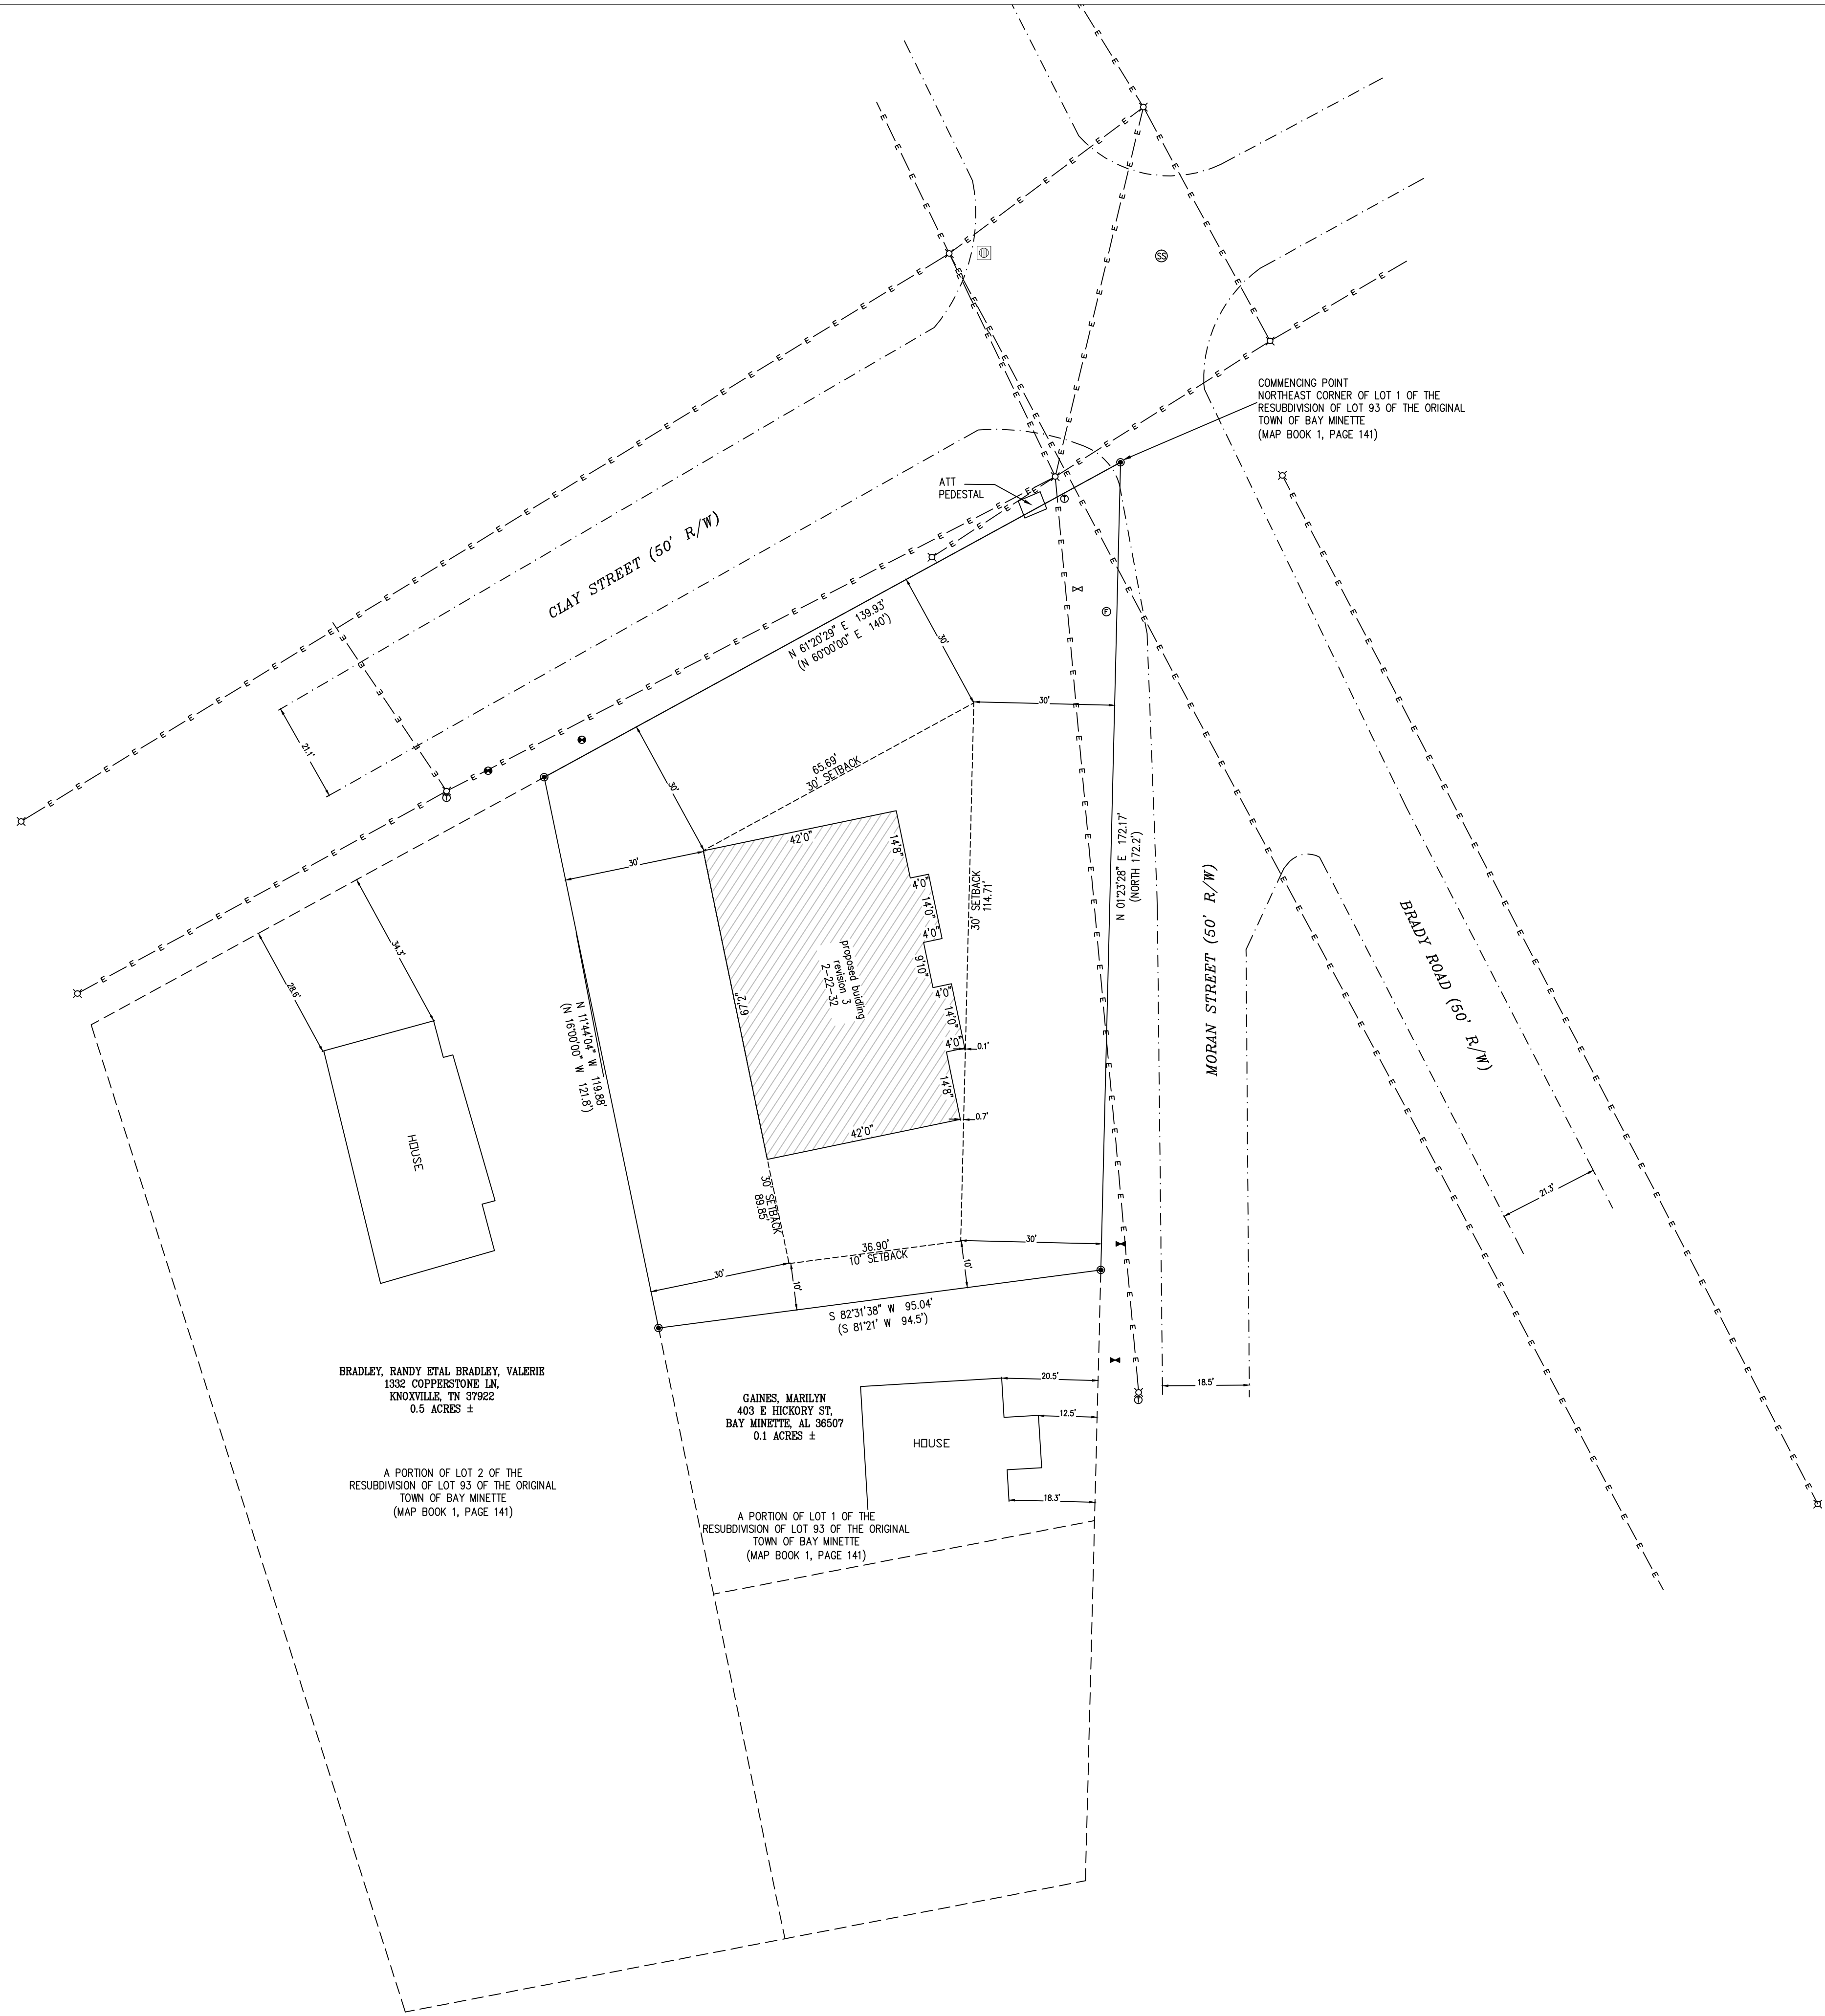 COMMENCING POINT
NORTHEAST CORNER OF LOT 1 OF THE
RESUBDIVISION OF LOT 93 OF THE ORIGINAL
TOWN OF BAY MINETTE
(MAP BOOK 1, PAGE 141)
SS
ATT
PEDESTAL
T
F
CLAY STREET (50' R/W)
N 61°20'29" E 139.93'
(N 60°00'00" E 140')
30'
30'
21.1'
T
65.69'
30' SETBACK
30'
30'
42'0"
14'8"
4'0"
14'0"
4'0"
9'10"
4'0"
14'0"
4'0"
0.1'
14'8"
0.7'
42'0"
67'2"
proposed buidling
revision 3
2-22-32
30' SETBACK
114.71'
N 01°23'28" E 172.17'
(NORTH 172.2')
MORAN STREET (50' R/W)
BRADY ROAD (50' R/W)
21.3'
34.3'
28.6'
HOUSE
N 11°44'04" W 119.88'
(N 16°00'00" W 121.8')
30' SETBACK
89.85'
36.90'
10' SETBACK
30'
30'
10'
10'
S 82°31'38" W 95.04'
(S 81°21' W 94.5')
BRADLEY, RANDY ETAL BRADLEY, VALERIE
1332 COPPERSTONE LN,
KNOXVILLE, TN 37922
0.5 ACRES ±
A PORTION OF LOT 2 OF THE
RESUBDIVISION OF LOT 93 OF THE ORIGINAL
TOWN OF BAY MINETTE
(MAP BOOK 1, PAGE 141)
GAINES, MARILYN
403 E HICKORY ST,
BAY MINETTE, AL 36507
0.1 ACRES ±
20.5'
12.5'
HOUSE
18.3'
18.5'
T
A PORTION OF LOT 1 OF THE
RESUBDIVISION OF LOT 93 OF THE ORIGINAL
TOWN OF BAY MINETTE
(MAP BOOK 1, PAGE 141)